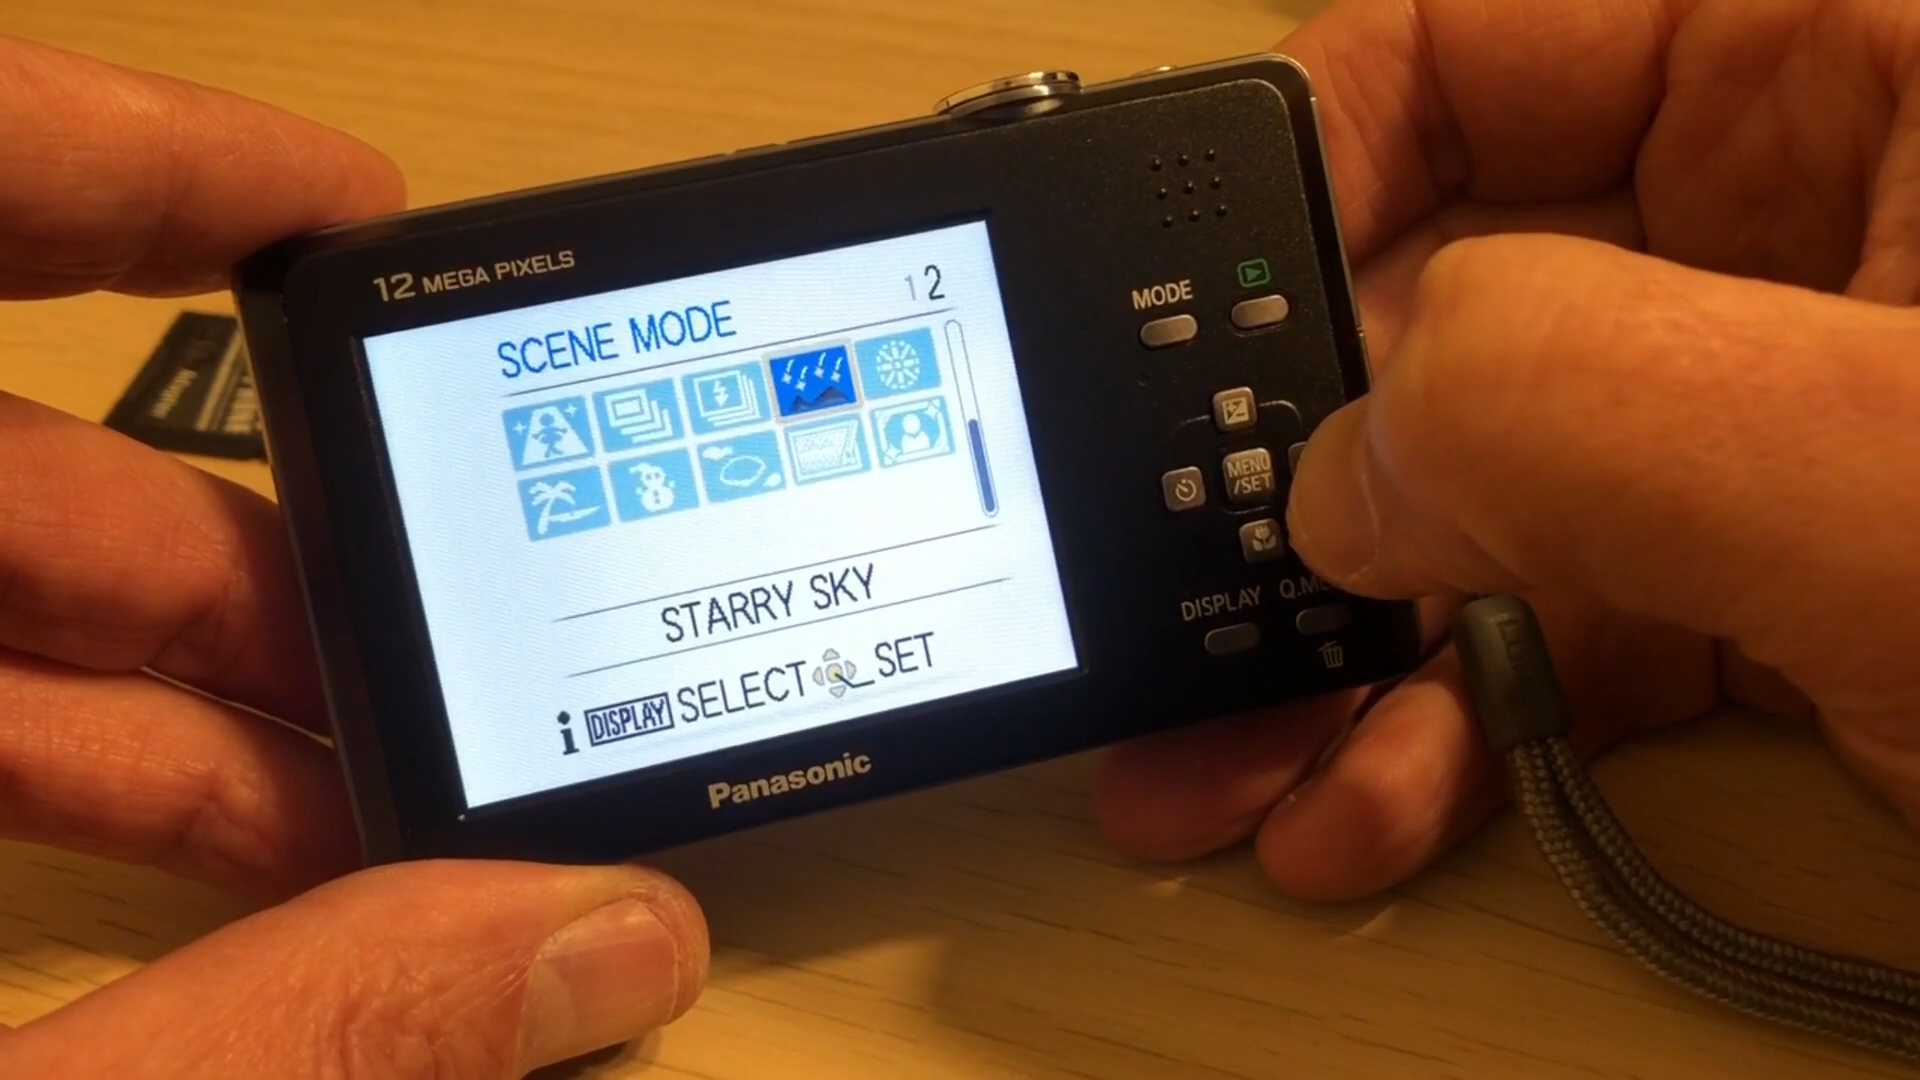 12 MEGA PIXELS
1 2
SCENE MODE
STARRY SKY
i DISPLAY SELECT SET
Panasonic
MODE
MENU
/SET
DISPLAY